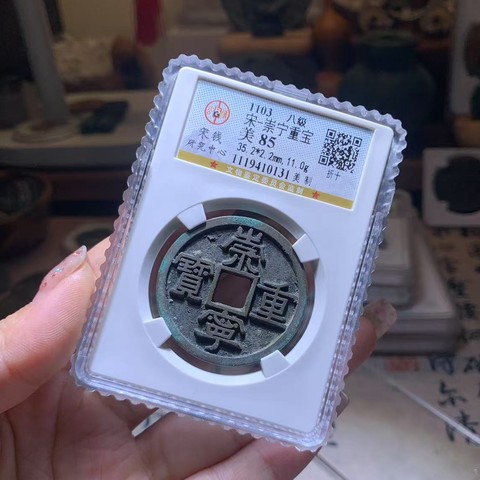 1103 八級
宋·崇宁重宝
美 85
35.2*2.2mm,11.0g
1119410131
美制
宋钱
研究中心
折十
崇
寶 重
寧